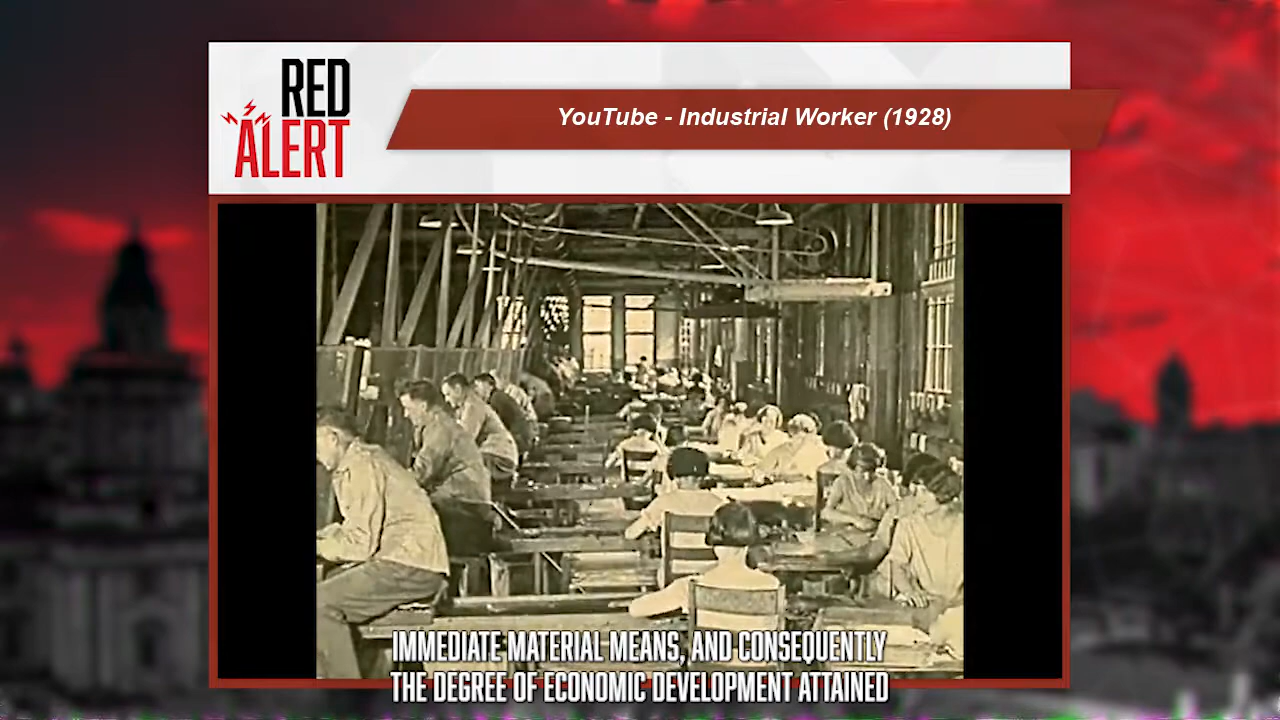 RED
ALERT
YouTube - Industrial Worker (1928)
IMMEDIATE MATERIAL MEANS, AND CONSEQUENTLY
THE DEGREE OF ECONOMIC DEVELOPMENT ATTAINED